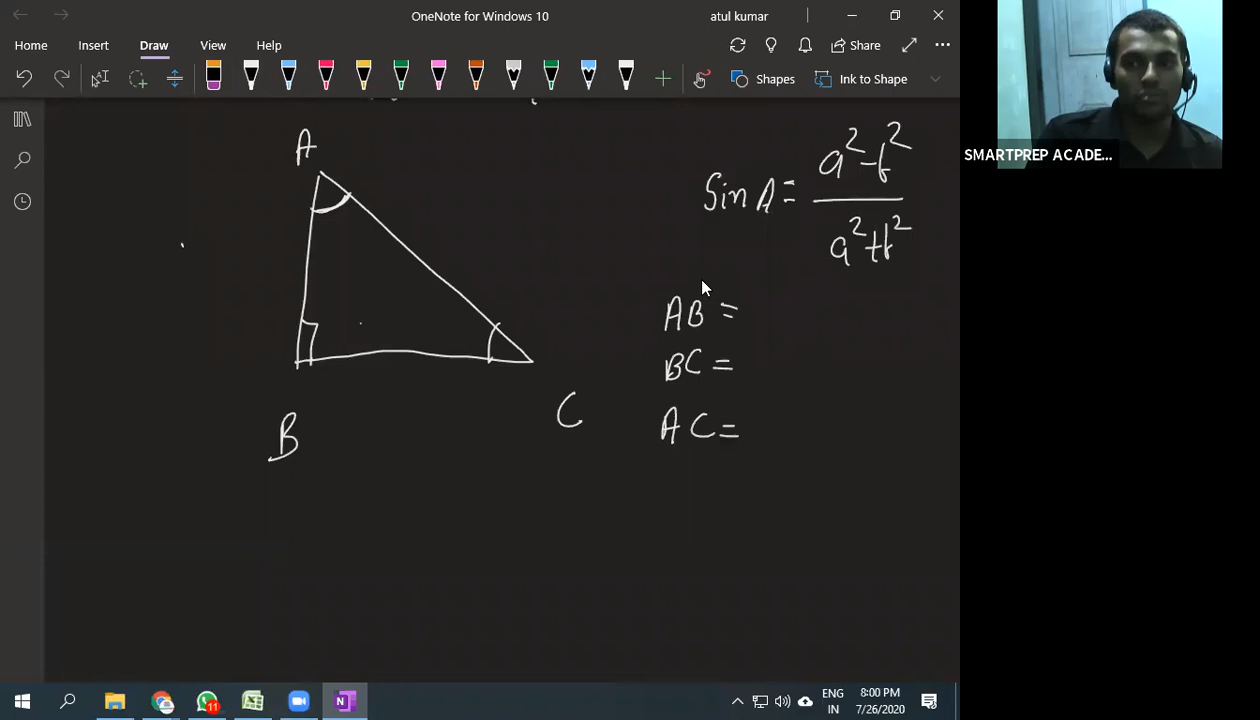 OneNote for Windows 10
atul kumar
Home Insert Draw View Help
Share
Shapes
Ink to Shape
A
Sin A = a²-b²/a²+b²
SMARTPREP ACADE...
AB =
BC =
AC =
B
C
11
N
ENG
IN
8:00 PM
7/26/2020